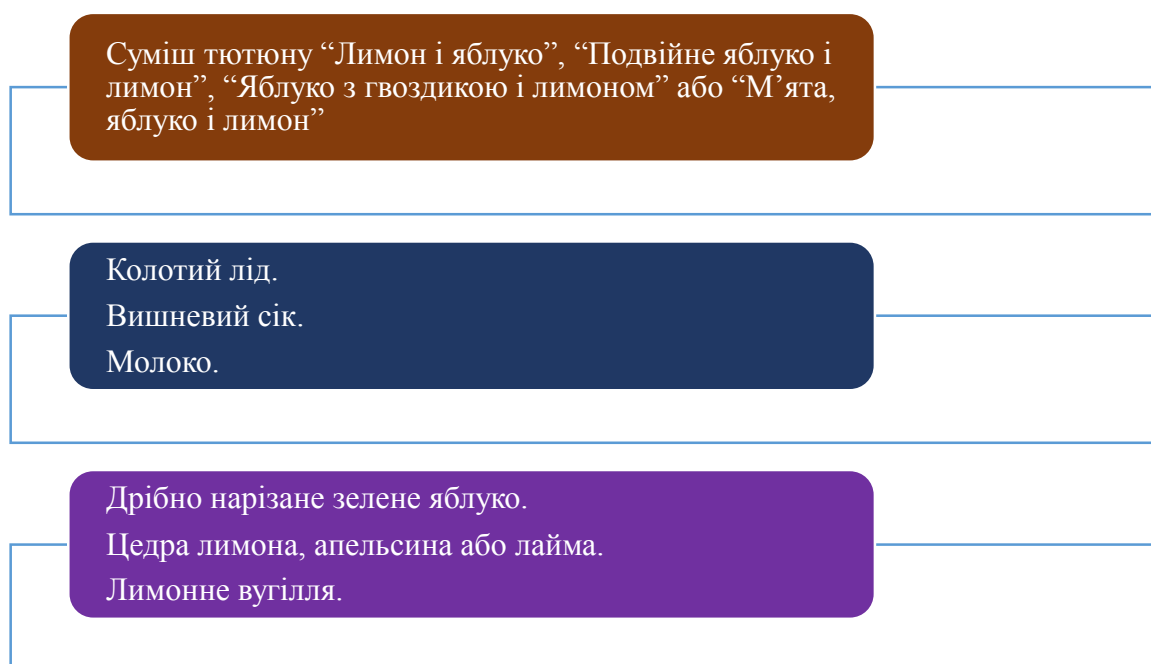 Суміш тютюну “Лимон і яблуко”, “Подвійне яблуко і
лимон”, “Яблуко з гвоздикою і лимоном” або “М’ята,
яблуко і лимон”
Колотий лід.
Вишневий сік.
Молоко.
Дрібно нарізане зелене яблуко.
Цедра лимона, апельсина або лайма.
Лимонне вугілля.